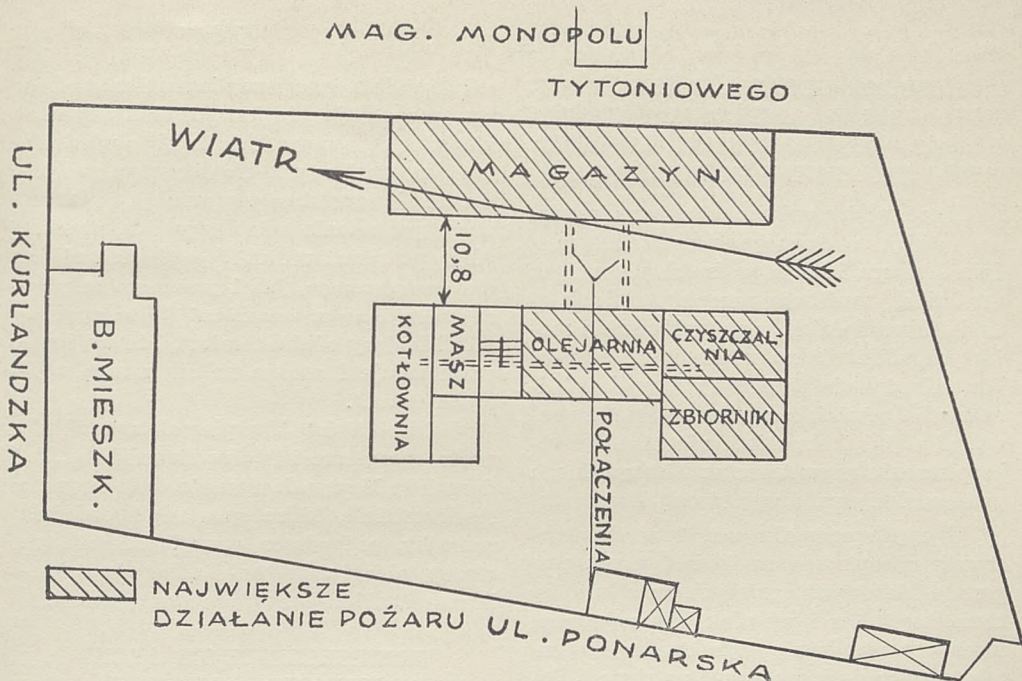 MAG. MONOPOLU
TYTONIOWEGO
WIATR
MAGAZYN
UL. KURLANDZKA
10,8
B. MIESZK.
KOTŁOWNIA
MASZ
OLEJARNIA
CZYSZCZAL-
NIA
ZBIORNIKI
POŁĄCZENIA
NAJWIĘKSZE
DZIAŁANIE POŻARU
UL. PONARSKA